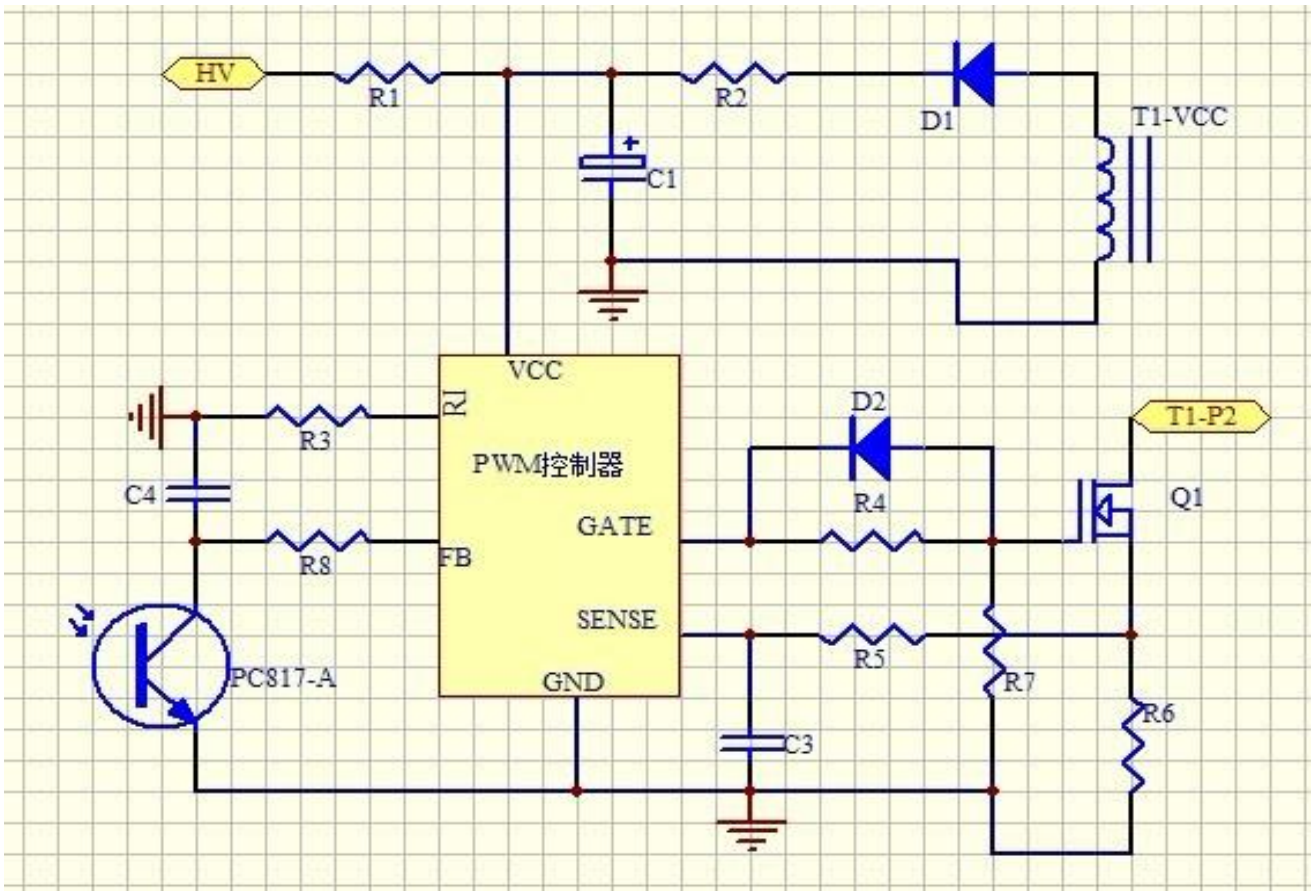 HV
R1
R2
D1
T1-VCC
+
C1
VCC
RI
R3
D2
T1-P2
PWM控制器
C4
R4
Q1
GATE
R8
FB
SENSE
R5
PC817-A
GND
R7
R6
C3